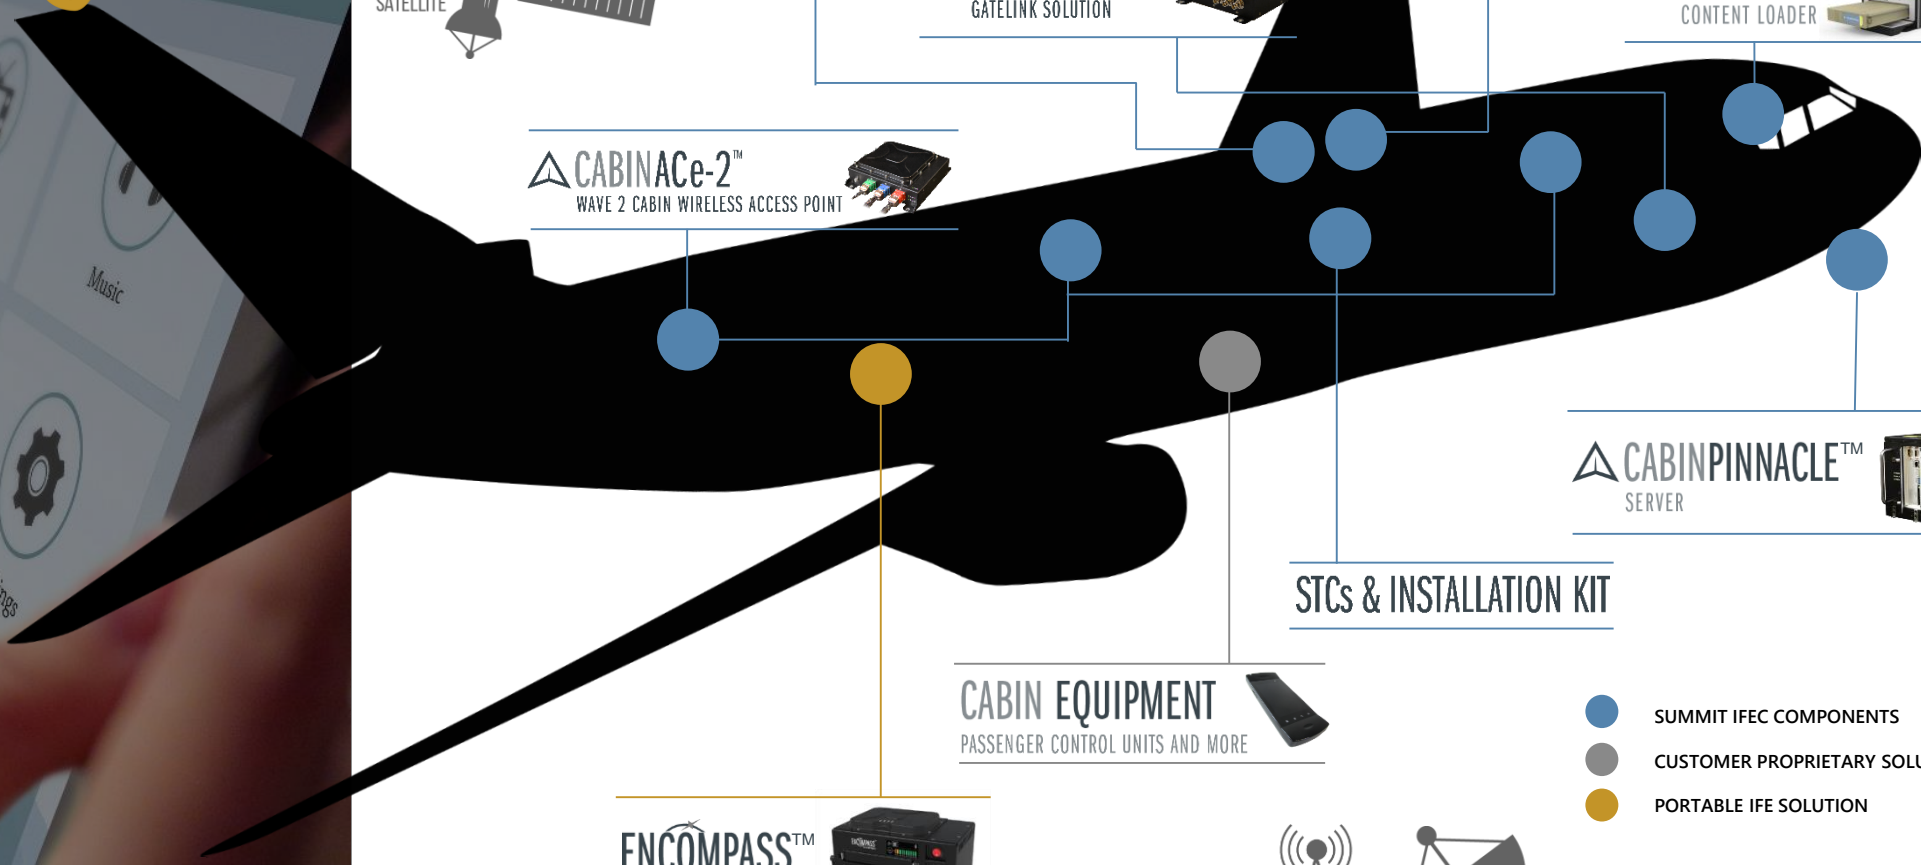 SATELLITE
GATELINK SOLUTION
CONTENT LOADER
CABINACe-2™
WAVE 2 CABIN WIRELESS ACCESS POINT
Music
CABINPINNACLE™
SERVER
STCs & INSTALLATION KIT
CABIN EQUIPMENT
PASSENGER CONTROL UNITS AND MORE
SUMMIT IFEC COMPONENTS
CUSTOMER PROPRIETARY
PORTABLE IFE SOLUTION
ENCOMPASS™